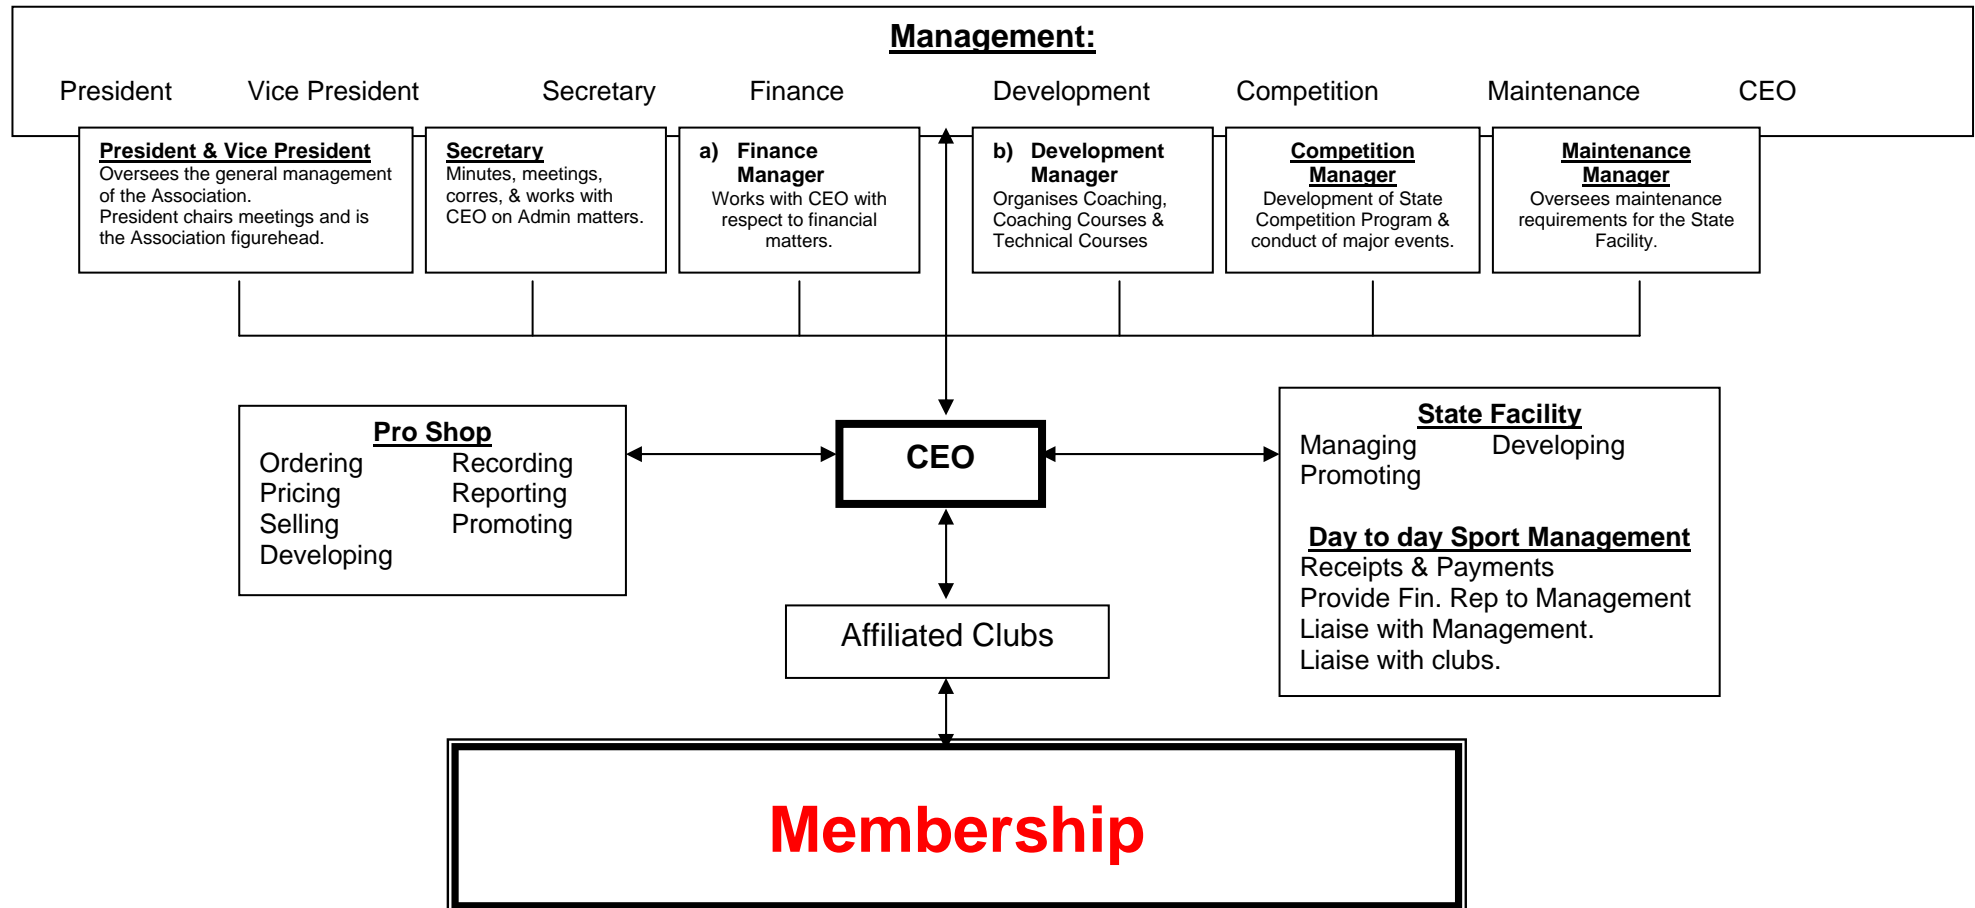 Management:
President Vice President Secretary Finance Development Competition Maintenance CEO
President & Vice President
Oversees the general management
of the Association.
President chairs meetings and is
the Association figurehead.
Secretary
Minutes, meetings,
corres, & works with
CEO on Admin matters.
a) Finance
Manager
Works with CEO with
respect to financial
matters.
b) Development
Manager
Organises Coaching,
Coaching Courses &
Technical Courses
Competition
Manager
Development of State
Competition Program &
conduct of major events.
Maintenance
Manager
Oversees maintenance
requirements for the State
Facility.
Pro Shop
Ordering Recording
Pricing Reporting
Selling Promoting
Developing
CEO
State Facility
Managing Developing
Promoting
Day to day Sport Management
Receipts & Payments
Provide Fin. Rep to Management
Liaise with Management.
Liaise with clubs.
Affiliated Clubs
Membership